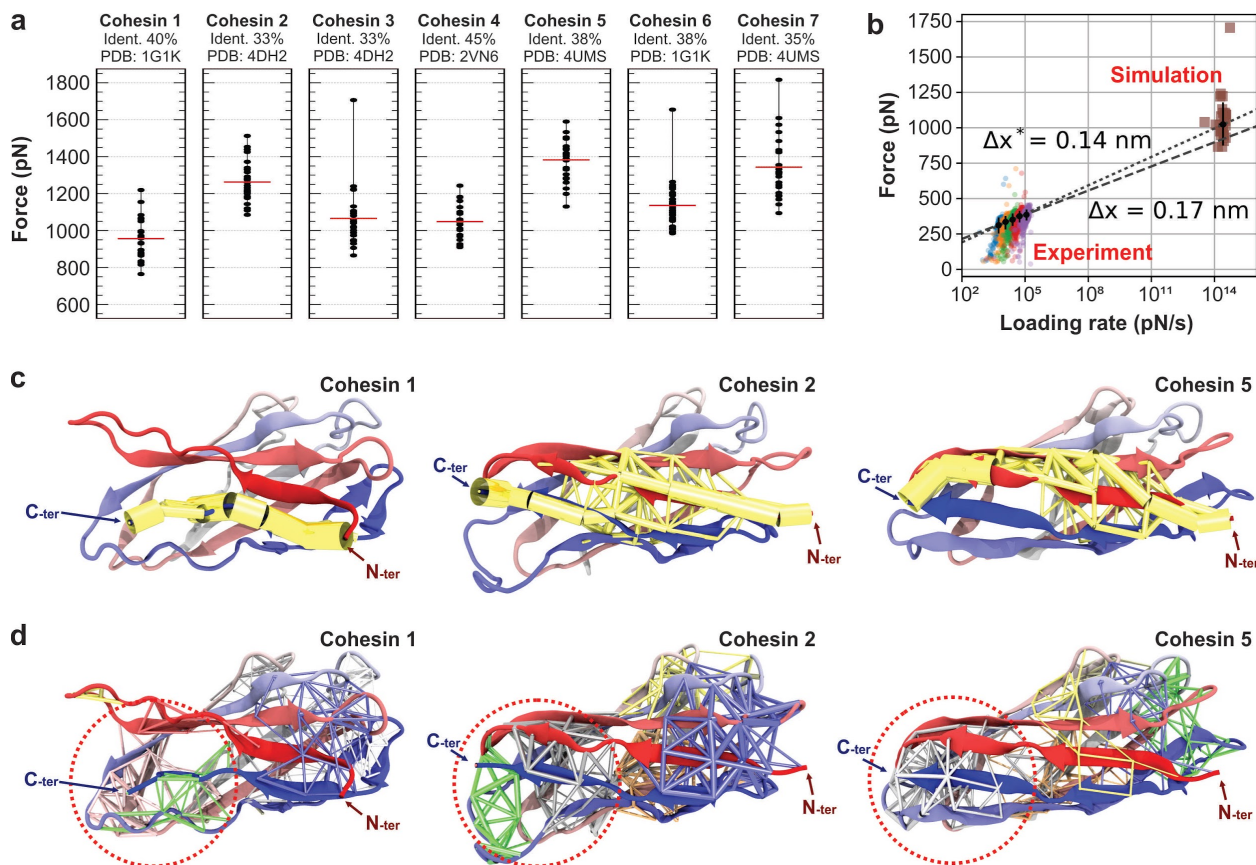 a
Cohesin 1
Ident. 40%
PDB: 1G1K
Cohesin 2
Ident. 33%
PDB: 4DH2
Cohesin 3
Ident. 33%
PDB: 4DH2
Cohesin 4
Ident. 45%
PDB: 2VN6
Cohesin 5
Ident. 38%
PDB: 4UMS
Cohesin 6
Ident. 38%
PDB: 1G1K
Cohesin 7
Ident. 35%
PDB: 4UMS
Force (pN)
1800
1600
1400
1200
1000
800
600
b
Force (pN)
1750
1500
1250
1000
750
500
250
0
Simulation
Δx* = 0.14 nm
Δx = 0.17 nm
Experiment
10² 10⁵ 10⁸ 10¹¹ 10¹⁴
Loading rate (pN/s)
c
Cohesin 1
C-ter
N-ter
Cohesin 2
C-ter
N-ter
Cohesin 5
C-ter
N-ter
d
Cohesin 1
C-ter
N-ter
Cohesin 2
C-ter
N-ter
Cohesin 5
C-ter
N-ter